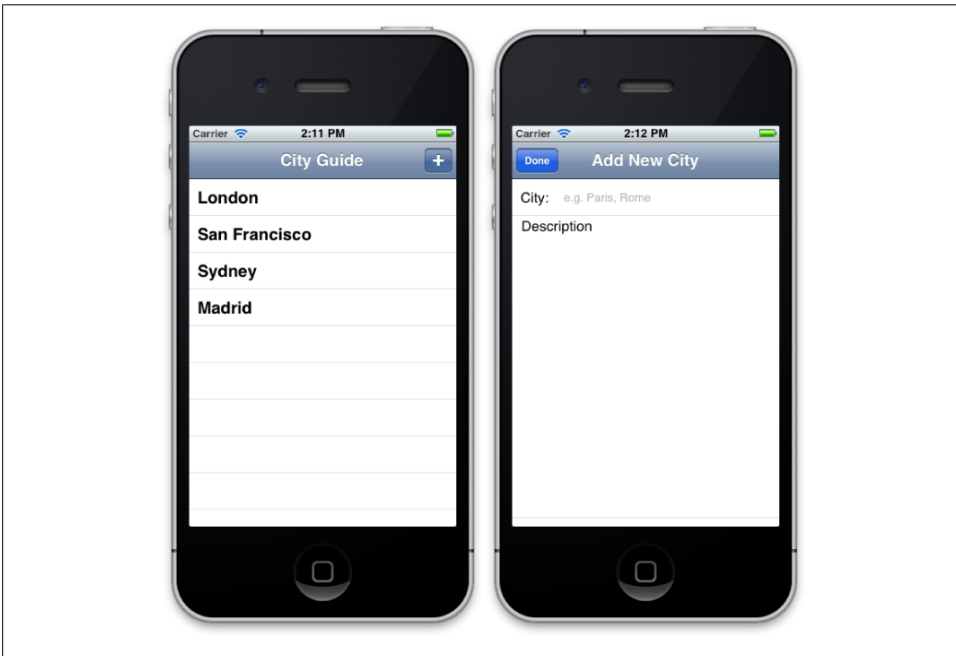 Carrier 2:11 PM
City Guide +
London
San Francisco
Sydney
Madrid
Carrier 2:12 PM
Done Add New City
City: e.g. Paris, Rome
Description